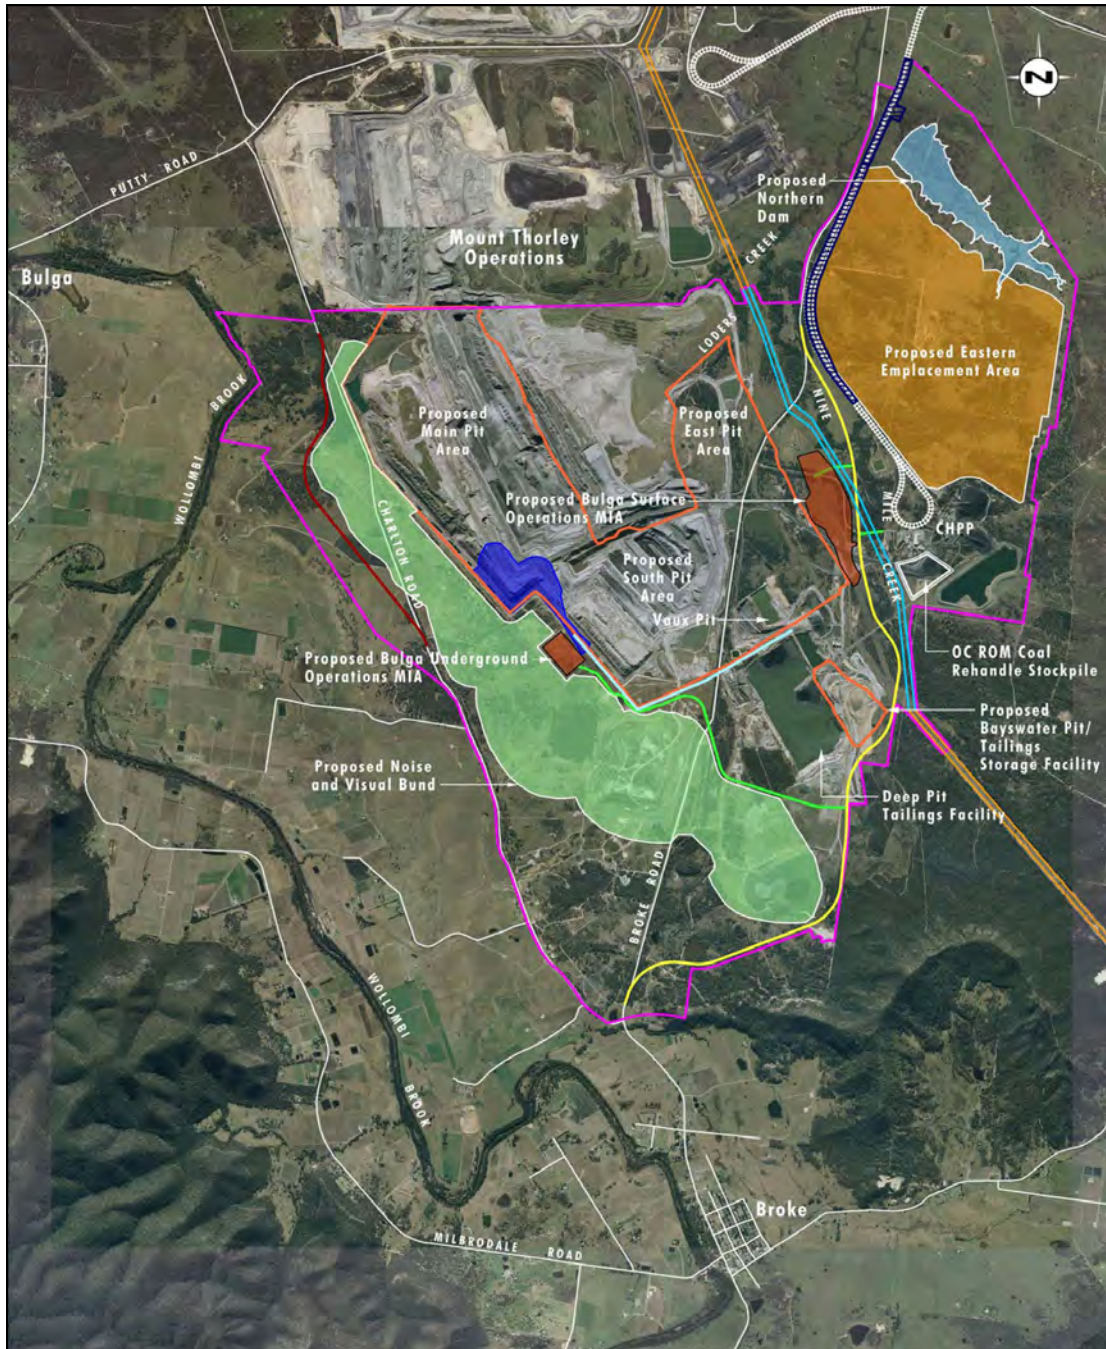 N
PUTTY ROAD
Proposed
Northern
Dam
CREEK
Mount Thorley
Operations
Bulga
LODERS
Proposed Eastern
Emplacement Area
BROOK
NINE
Proposed
Main Pit
Area
Proposed
East Pit
Area
WOLLOMBI
Proposed Bulga Surface
Operations MIA
MILE
CHPP
CHARLTON ROAD
Proposed
South Pit
Area
CREEK
Vaux Pit
OC ROM Coal
Rehandle Stockpile
Proposed Bulga Underground
Operations MIA
Proposed
Bayswater Pit/
Tailings
Storage Facility
Proposed Noise
and Visual Bund
Deep Pit
Tailings Facility
BROKE ROAD
WOLLOMBI
BROOK
Broke
MILBRODALE ROAD